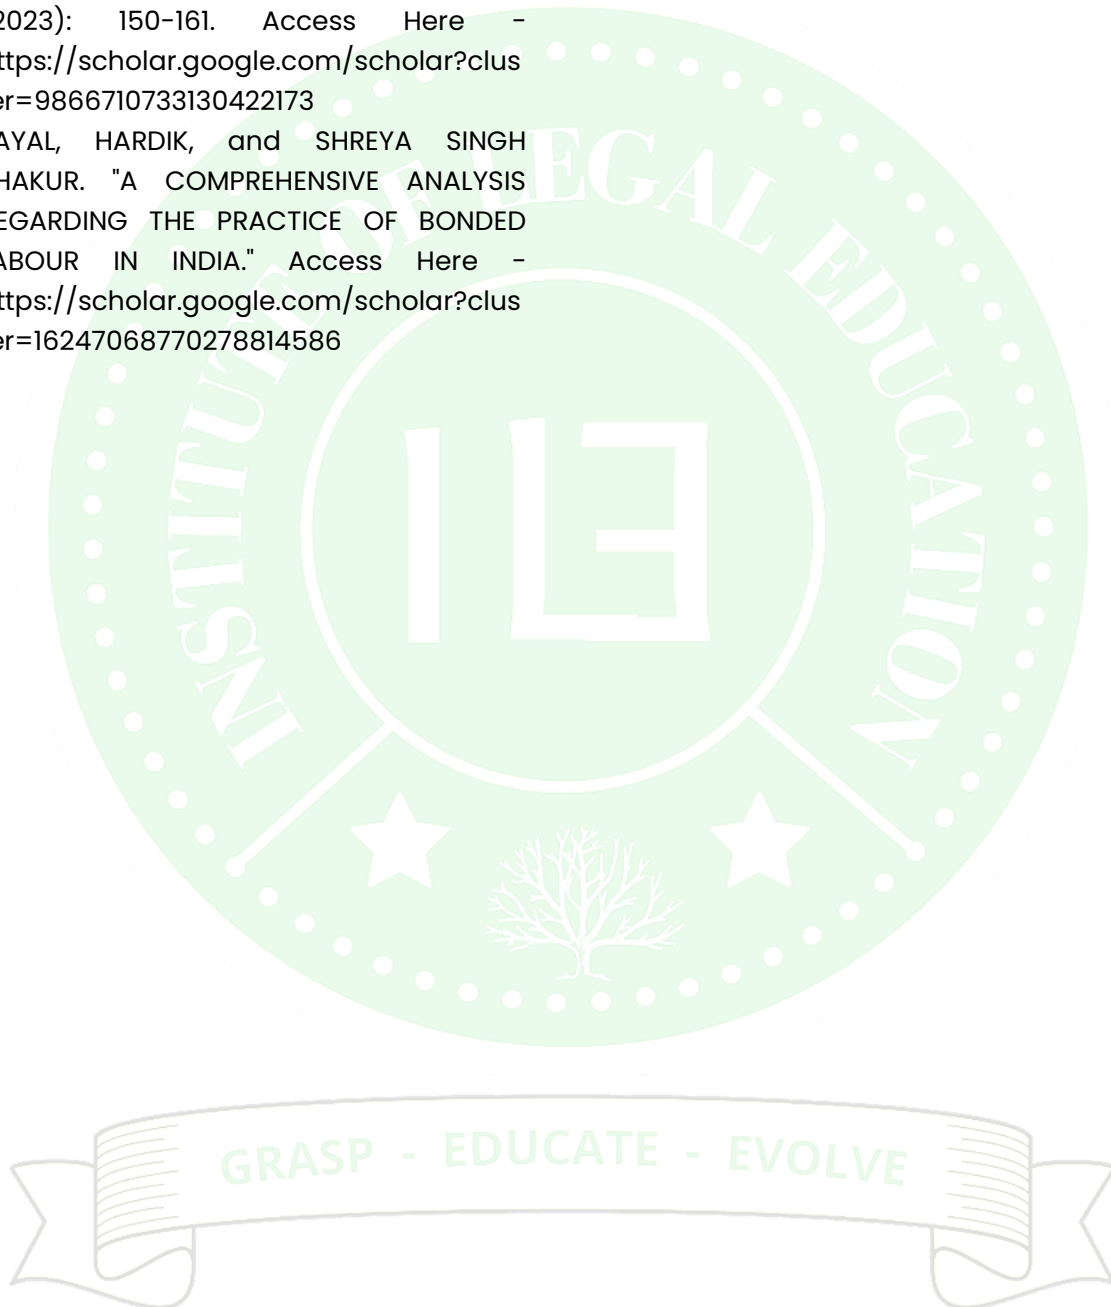 2023): 150-161. Access Here -
ttps://scholar.google.com/scholar?clus
er=9866710733130422173
AYAL, HARDIK, and SHREYA SINGH
HAKUR. "A COMPREHENSIVE ANALYSIS
EGARDING THE PRACTICE OF BONDED
ABOUR IN INDIA." Access Here -
ttps://scholar.google.com/scholar?clus
er=16247068770278814586
INSTITUTE OF LEGAL EDUCATION
ILE
GRASP - EDUCATE - EVOLVE